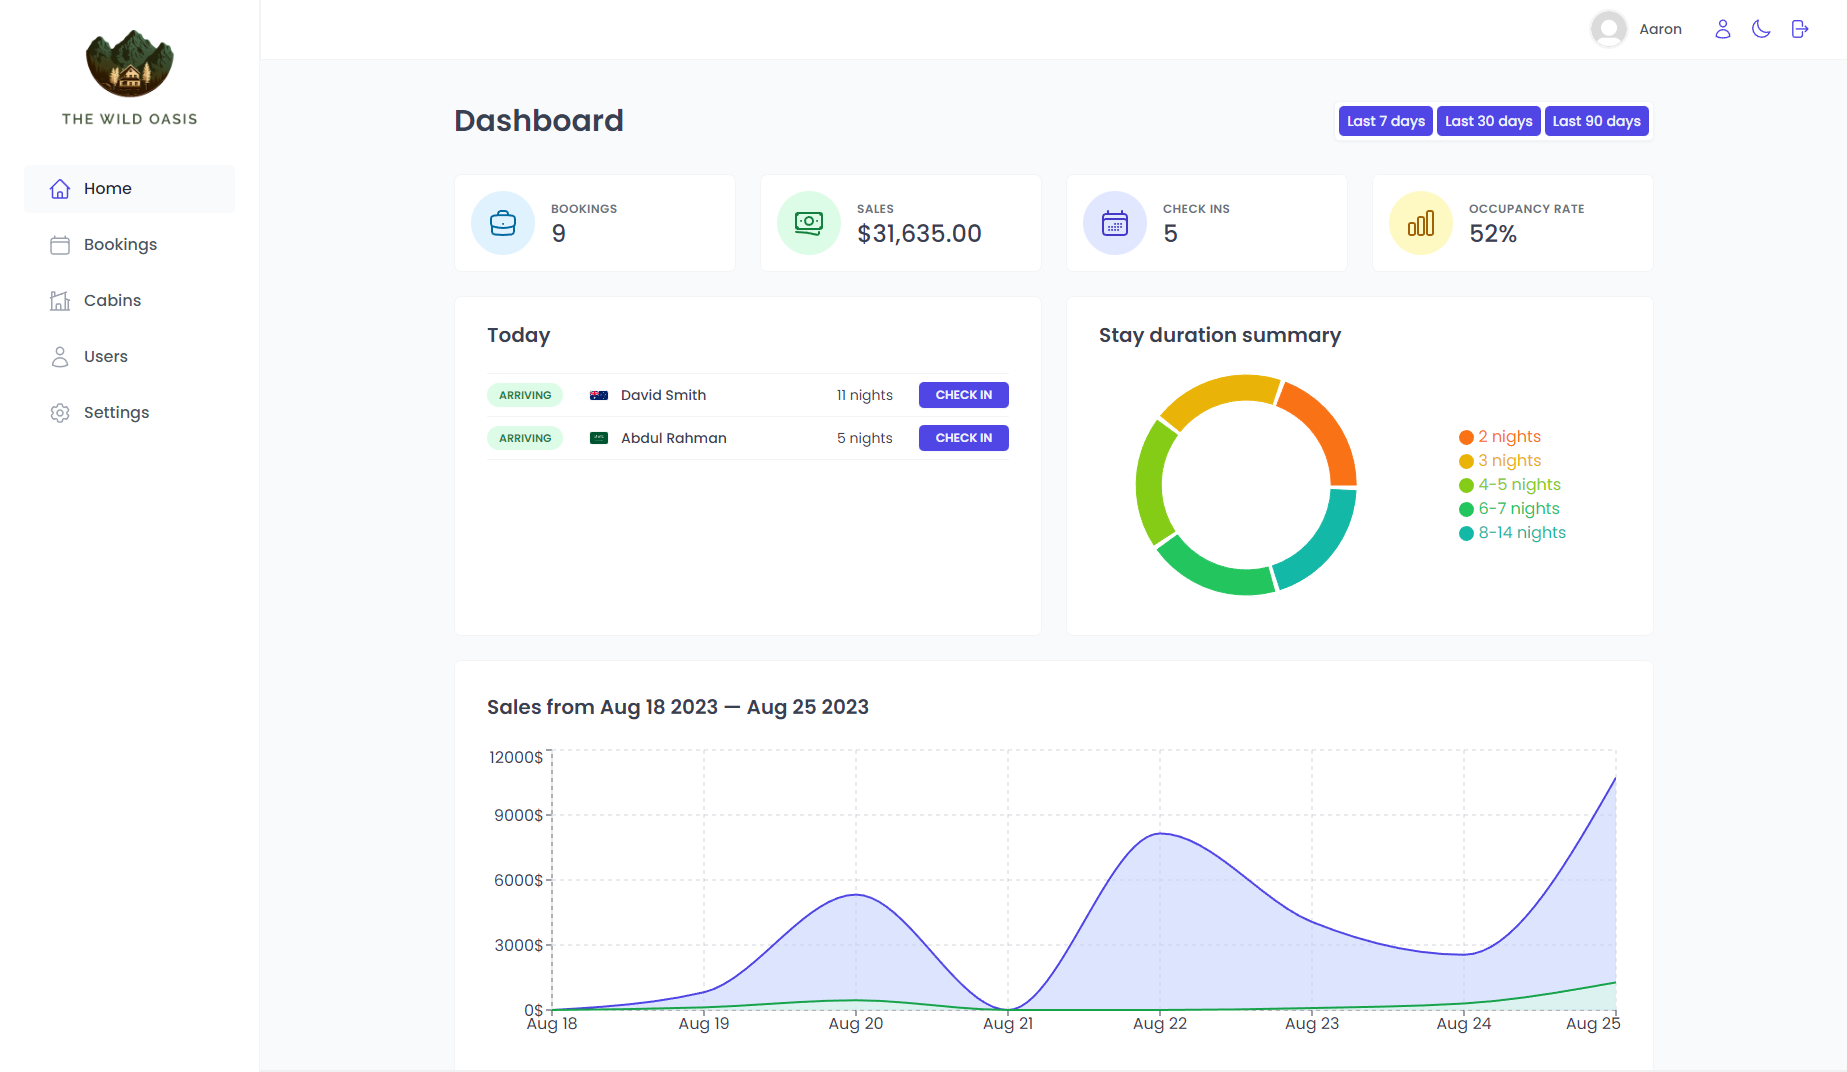 THE WILD OASIS
Home
Bookings
Cabins
Users
Settings
Aaron
Dashboard
Last 7 days
Last 30 days
Last 90 days
BOOKINGS
9
SALES
$31,635.00
CHECK INS
5
OCCUPANCY RATE
52%
Today
ARRIVING David Smith 11 nights CHECK IN
ARRIVING Abdul Rahman 5 nights CHECK IN
Stay duration summary
2 nights
3 nights
4-5 nights
6-7 nights
8-14 nights
Sales from Aug 18 2023 — Aug 25 2023
12000$
9000$
6000$
3000$
0$
Aug 18 Aug 19 Aug 20 Aug 21 Aug 22 Aug 23 Aug 24 Aug 25